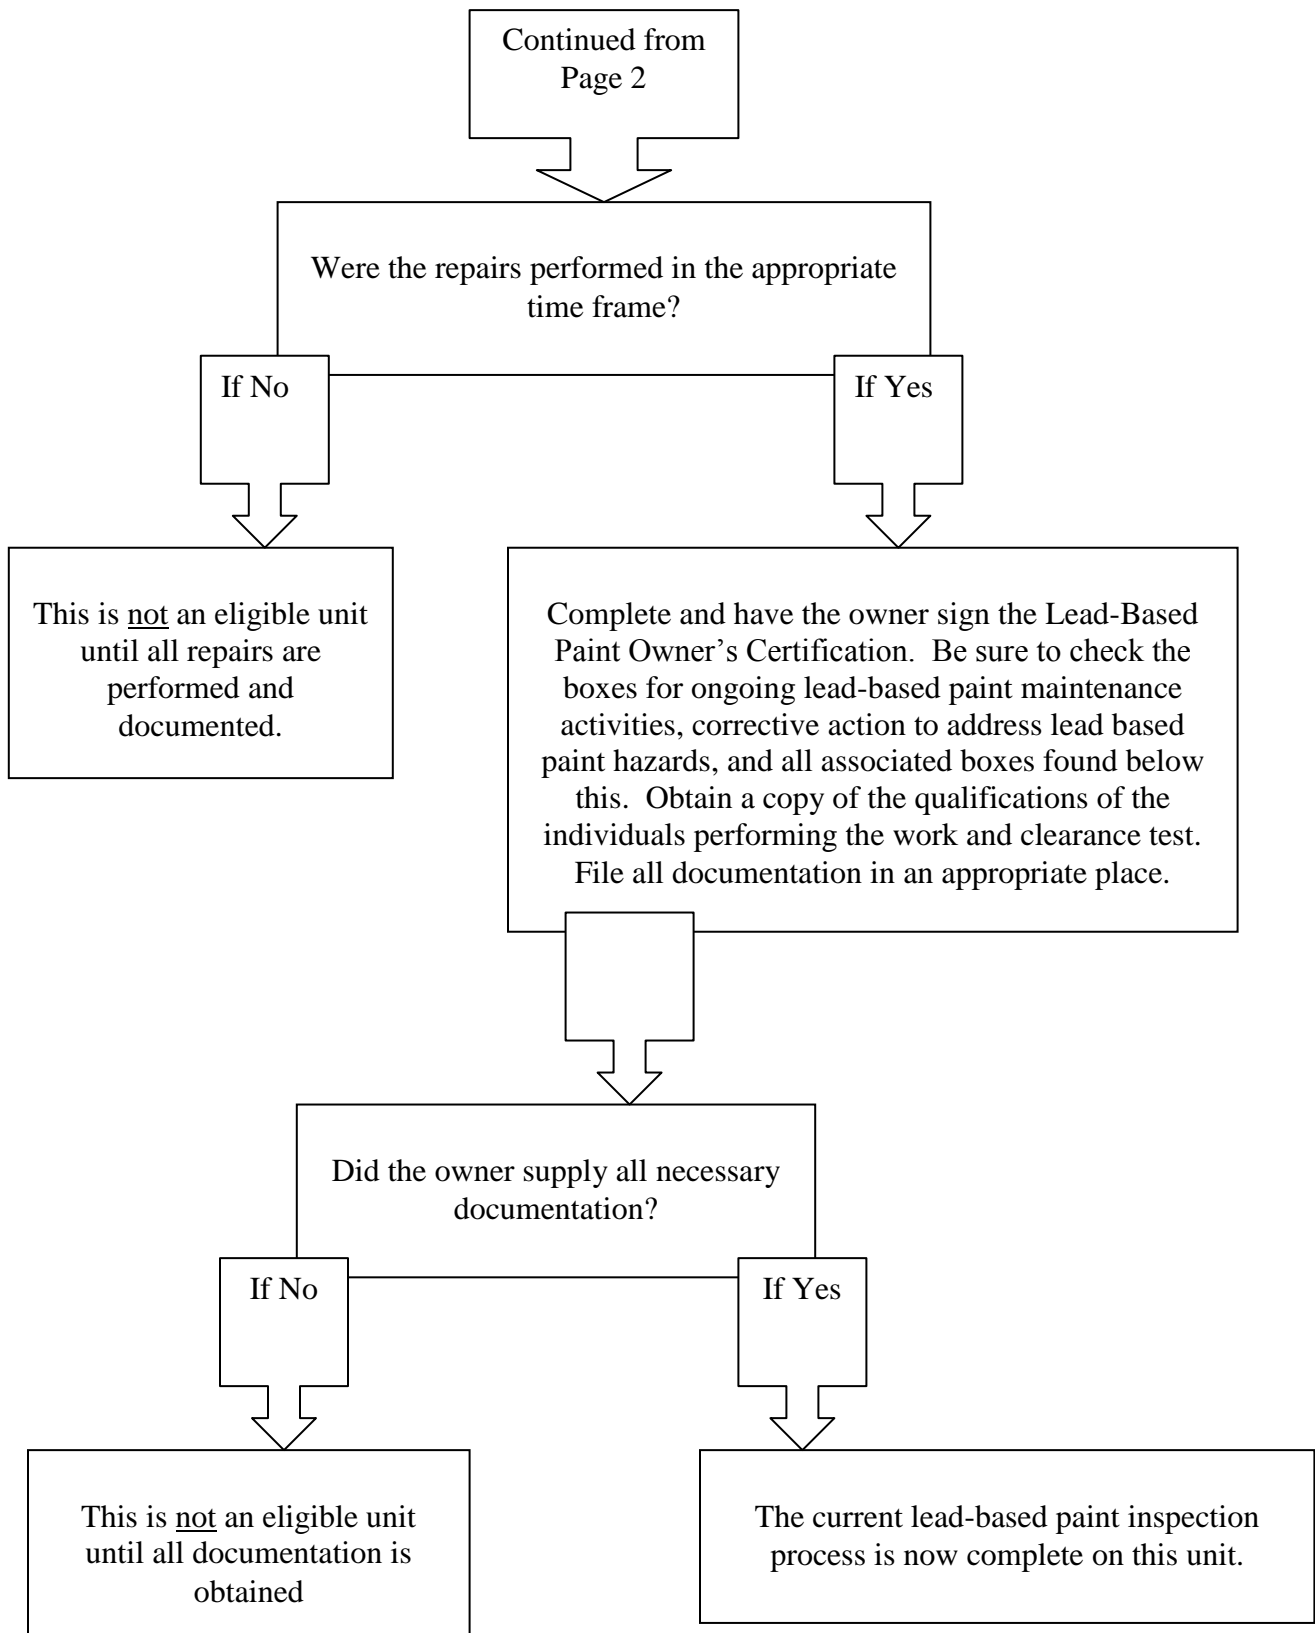 Continued from
Page 2
Were the repairs performed in the appropriate
time frame?
If No
If Yes
This is not an eligible unit
until all repairs are
performed and
documented.
Complete and have the owner sign the Lead-Based
Paint Owner’s Certification.  Be sure to check the
boxes for ongoing lead-based paint maintenance
activities, corrective action to address lead based
paint hazards, and all associated boxes found below
this.  Obtain a copy of the qualifications of the
individuals performing the work and clearance test.
File all documentation in an appropriate place.
Did the owner supply all necessary
documentation?
If No
If Yes
This is not an eligible unit
until all documentation is
obtained
The current lead-based paint inspection
process is now complete on this unit.